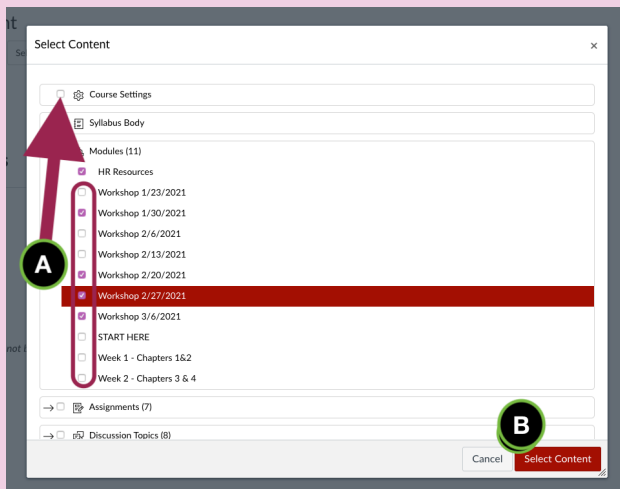 nt
Se
Select Content
×
Course Settings
Syllabus Body
Modules (11)
HR Resources
Workshop 1/23/2021
Workshop 1/30/2021
Workshop 2/6/2021
Workshop 2/13/2021
A
Workshop 2/20/2021
Workshop 2/27/2021
Workshop 3/6/2021
START HERE
not
Week 1 - Chapters 1&2
Week 2 - Chapters 3 & 4
Assignments (7)
B
Discussion Topics (8)
Cancel
Select Content